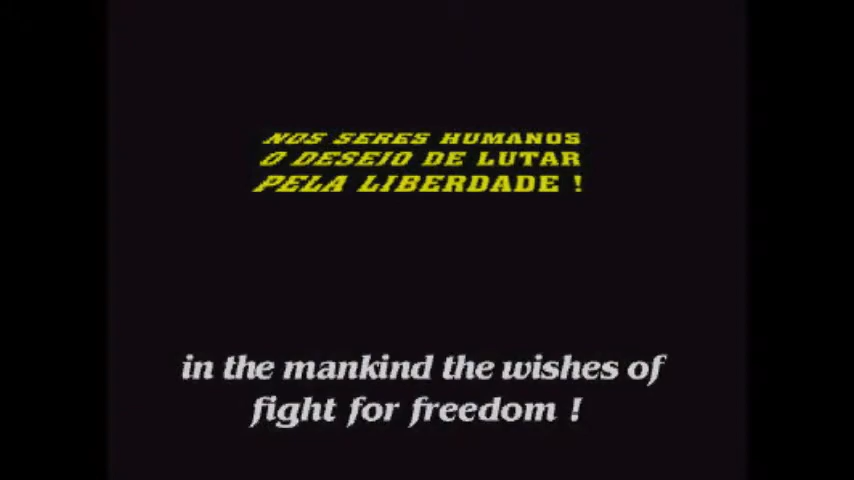 NOS SERES HUMANOS
O DESEJO DE LUTAR
PELA LIBERDADE !
in the mankind the wishes of
fight for freedom !